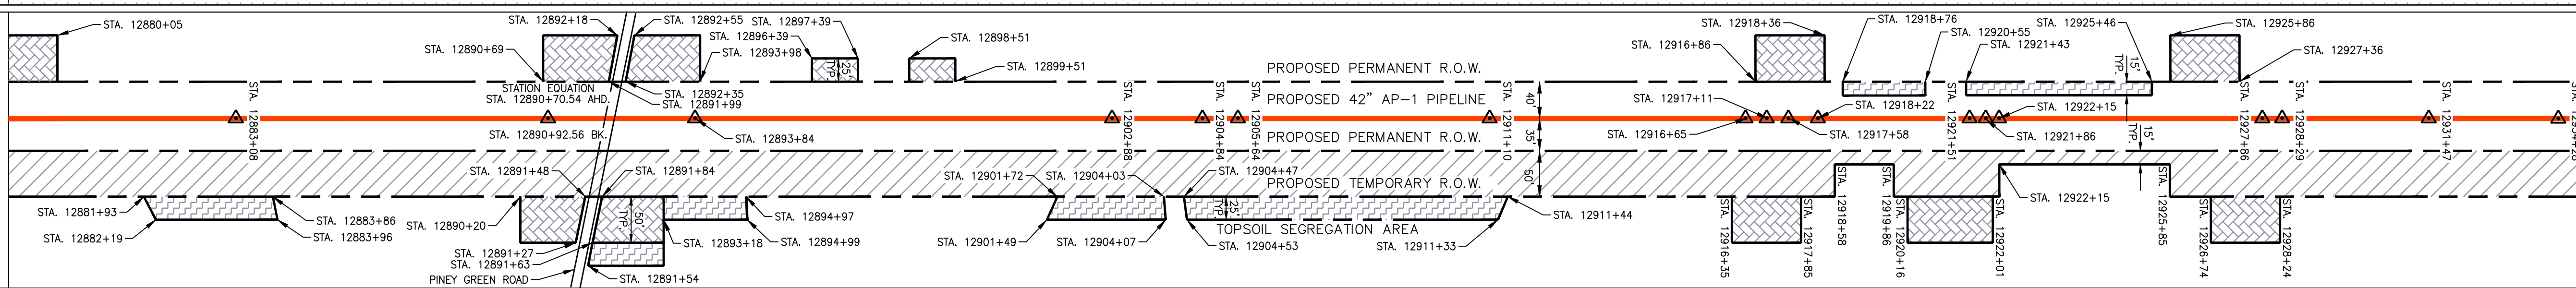 STA. 12880+05
STA. 12892+18
STA. 12892+55
STA. 12897+39
STA. 12890+69
STA. 12896+39
STA. 12893+98
STA. 12898+51
STA. 12899+51
25'
TYP.
STA. 12918+36
STA. 12918+76
STA. 12925+46
STA. 12925+86
STA. 12916+86
STA. 12920+55
STA. 12921+43
STA. 12927+36
15'
TYP.
PROPOSED PERMANENT R.O.W.
STATION EQUATION
STA. 12890+70.54 AHD.
STA. 12892+35
STA. 12891+99
STA. 12883+08
STA. 12890+92.56 BK.
STA. 12893+84
STA. 12902+88
STA. 12904+84
STA. 12905+64
PROPOSED 42" AP-1 PIPELINE
PROPOSED PERMANENT R.O.W.
STA. 12911+10
40'
35'
50'
STA. 12917+11
STA. 12918+22
STA. 12922+15
STA. 12916+65
STA. 12917+58
STA. 12921+51
STA. 12921+86
15'
TYP.
STA. 12927+86
STA. 12928+29
STA. 12931+47
STA. 12891+48
STA. 12891+84
STA. 12901+72
STA. 12904+03
STA. 12904+47
PROPOSED TEMPORARY R.O.W.
STA. 12881+93
STA. 12883+86
STA. 12882+19
STA. 12883+96
STA. 12890+20
50'
TYP.
STA. 12894+97
STA. 12893+18
STA. 12894+99
STA. 12891+27
STA. 12891+63
STA. 12891+54
PINEY GREEN ROAD
STA. 12901+49
STA. 12904+07
25'
TYP.
TOPSOIL SEGREGATION AREA
STA. 12904+53
STA. 12911+33
STA. 12911+44
STA. 12916+35
STA. 12917+85
STA. 12918+58
STA. 12919+86
STA. 12920+16
STA. 12922+01
STA. 12922+15
STA. 12925+85
STA. 12926+74
STA. 12928+24